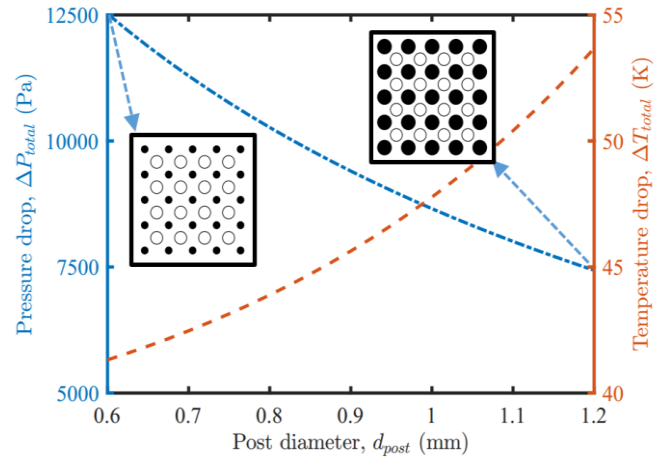 12500
10000
7500
5000
Pressure drop, ΔP_total (Pa)
55
50
45
40
Temperature drop, ΔT_total (K)
0.6 0.7 0.8 0.9 1 1.1 1.2
Post diameter, d_post (mm)